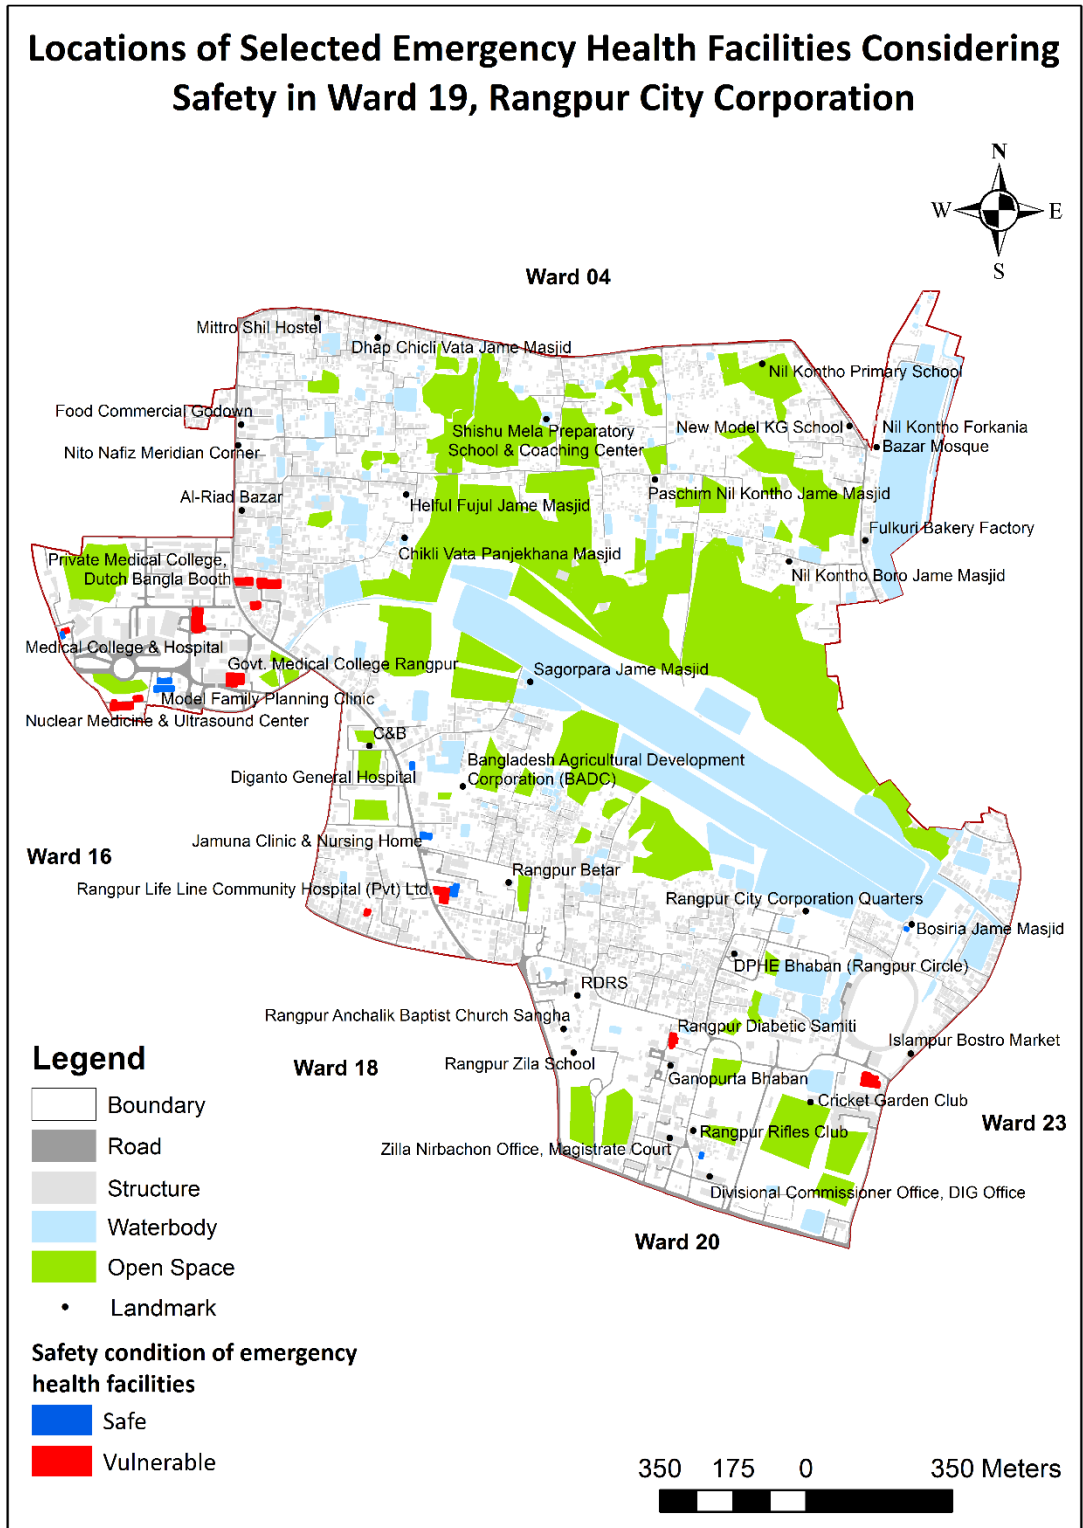 Locations of Selected Emergency Health Facilities Considering
Safety in Ward 19, Rangpur City Corporation
N
W
E
S
Ward 04
Mittro Shil Hostel
Dhap Chicli Vata Jame Masjid
Nil Kontho Primary School
Food Commercial Godown
Shishu Mela Preparatory
School & Coaching Center
New Model KG School
Nil Kontho Forkania
Bazar Mosque
Nito Nafiz Meridian Corner
Al-Riad Bazar
Helful Fujul Jame Masjid
Paschim Nil Kontho Jame Masjid
Fulkuri Bakery Factory
Chikli Vata Panjekhana Masjid
Private Medical College,
Dutch Bangla Booth
Nil Kontho Boro Jame Masjid
Medical College & Hospital
Govt. Medical College Rangpur
Sagorpara Jame Masjid
Model Family Planning Clinic
Nuclear Medicine & Ultrasound Center
C&B
Bangladesh Agricultural Development
Corporation (BADC)
Diganto General Hospital
Jamuna Clinic & Nursing Home
Ward 16
Rangpur Betar
Rangpur Life Line Community Hospital (Pvt) Ltd.
Rangpur City Corporation Quarters
Bosiria Jame Masjid
DPHE Bhaban (Rangpur Circle)
RDRS
Rangpur Anchalik Baptist Church Sangha
Rangpur Diabetic Samiti
Islampur Bostro Market
Ward 18
Rangpur Zila School
Ganopurta Bhaban
Cricket Garden Club
Ward 23
Rangpur Rifles Club
Zilla Nirbachon Office, Magistrate Court
Divisional Commissioner Office, DIG Office
Ward 20
Legend
Boundary
Road
Structure
Waterbody
Open Space
Landmark
Safety condition of emergency
health facilities
Safe
Vulnerable
350 175 0 350 Meters